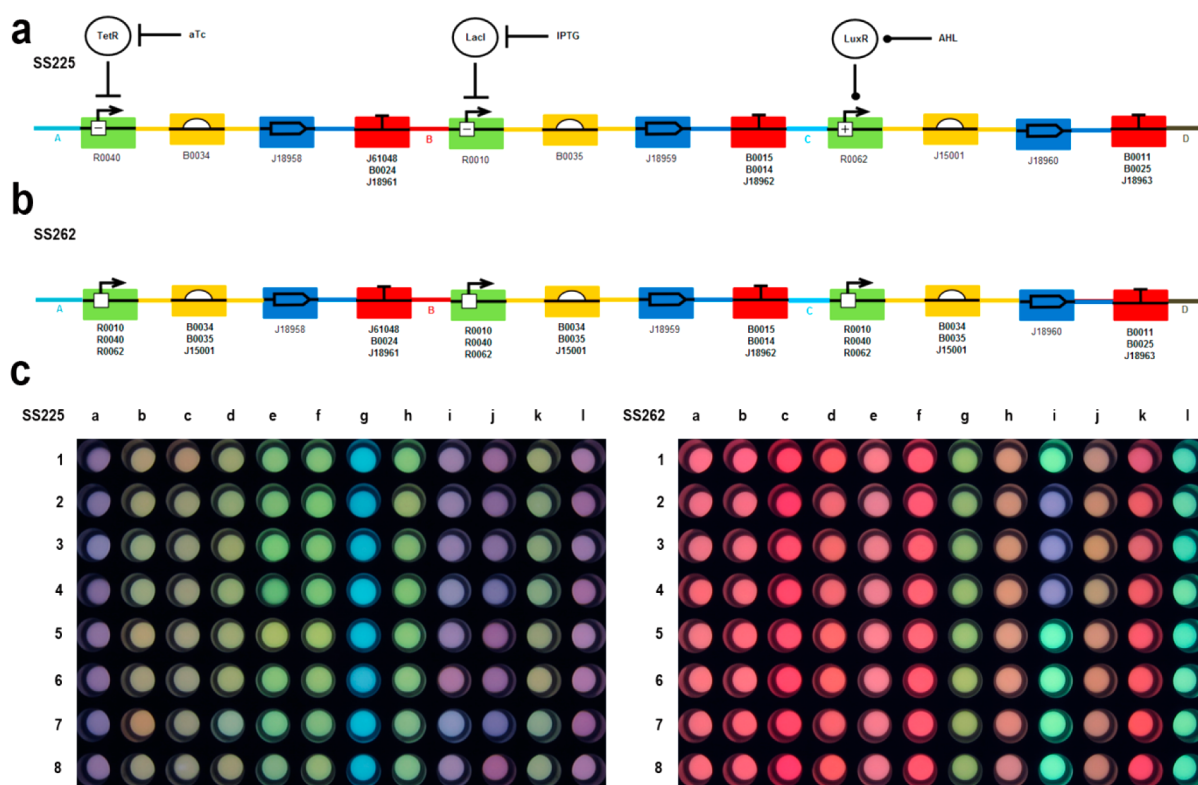 a
TetR aTc LacI IPTG LuxR AHL
SS225
A B C D
R0040 B0034 J18958 J61048 R0010 B0035 J18959 B0015 R0062 J15001 J18960 B0011
B0024 B0014 B0025
J18961 J18962 J18963
b
SS262
A B C D
R0010 B0034 J18958 J61048 R0010 B0034 J18959 B0015 R0010 B0034 J18960 B0011
R0040 B0035 B0024 R0040 B0035 B0014 R0040 B0035 B0025
R0062 J15001 J18961 R0062 J15001 J18962 R0062 J15001 J18963
c
SS225 a b c d e f g h i j k l SS262 a b c d e f g h i j k l
1 1
2 2
3 3
4 4
5 5
6 6
7 7
8 8